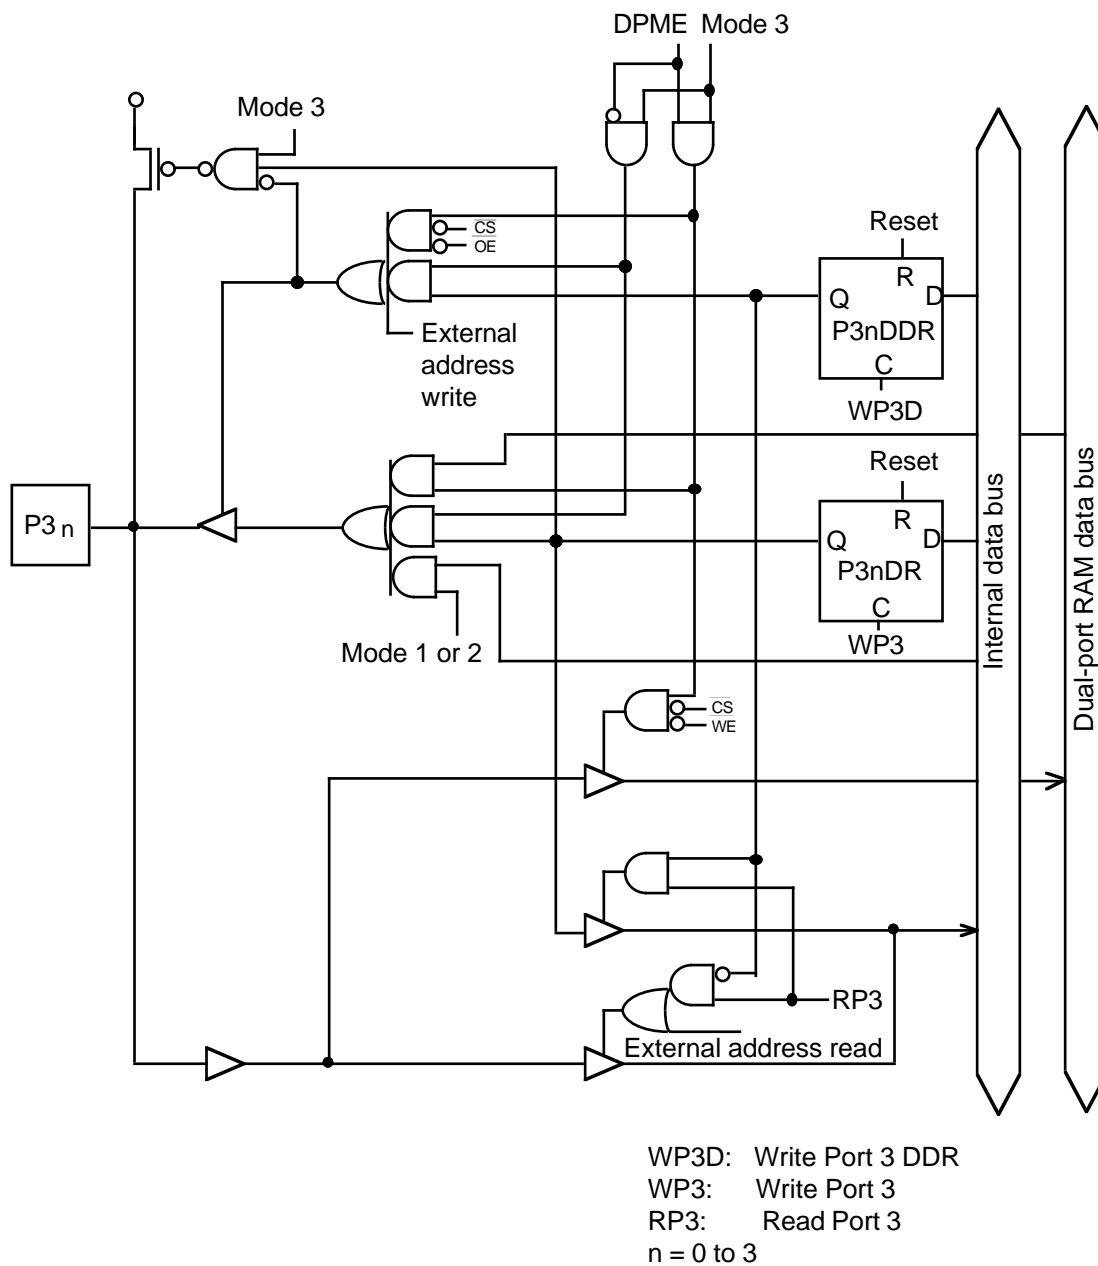 DPME Mode 3
Mode 3
CS
OE
Reset
R
Q
D
P3nDDR
C
WP3D
External
address
write
Reset
R
Q
D
P3nDR
C
WP3
P3 n
Mode 1 or 2
CS
WE
RP3
External address read
Internal data bus
Dual-port RAM data bus
WP3D: Write Port 3 DDR
WP3: Write Port 3
RP3: Read Port 3
n = 0 to 3